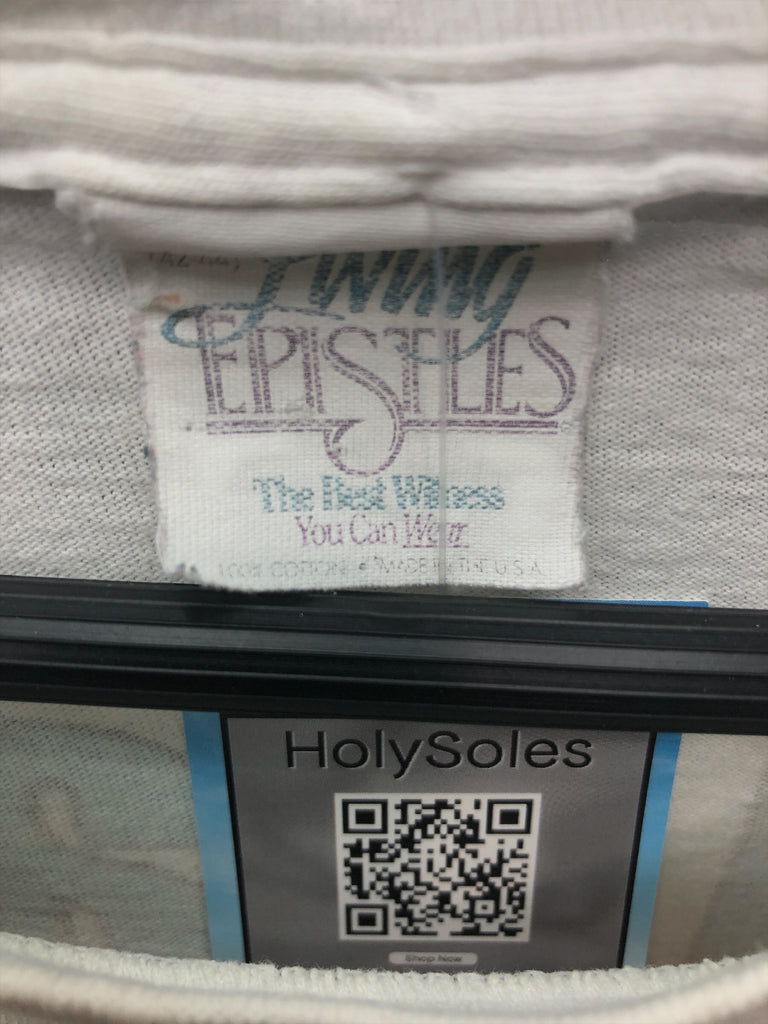 Living
EPISTLES
The Best Witness
You Can Wear
100% COTTON • MADE IN THE U.S.A.
HolySoles
Shop Now